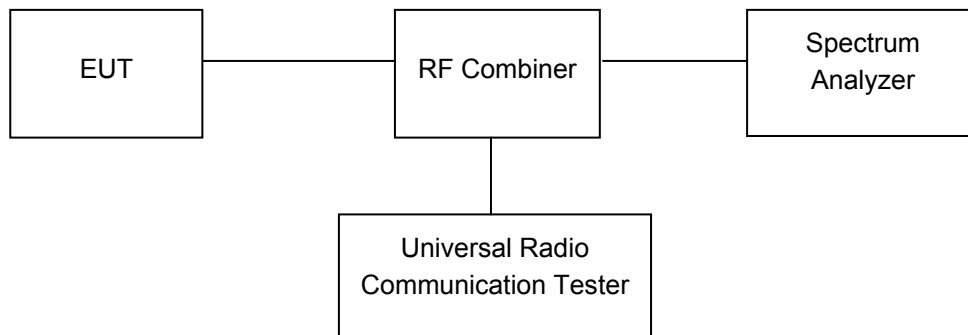 EUT
RF Combiner
Spectrum
Analyzer
Universal Radio
Communication Tester